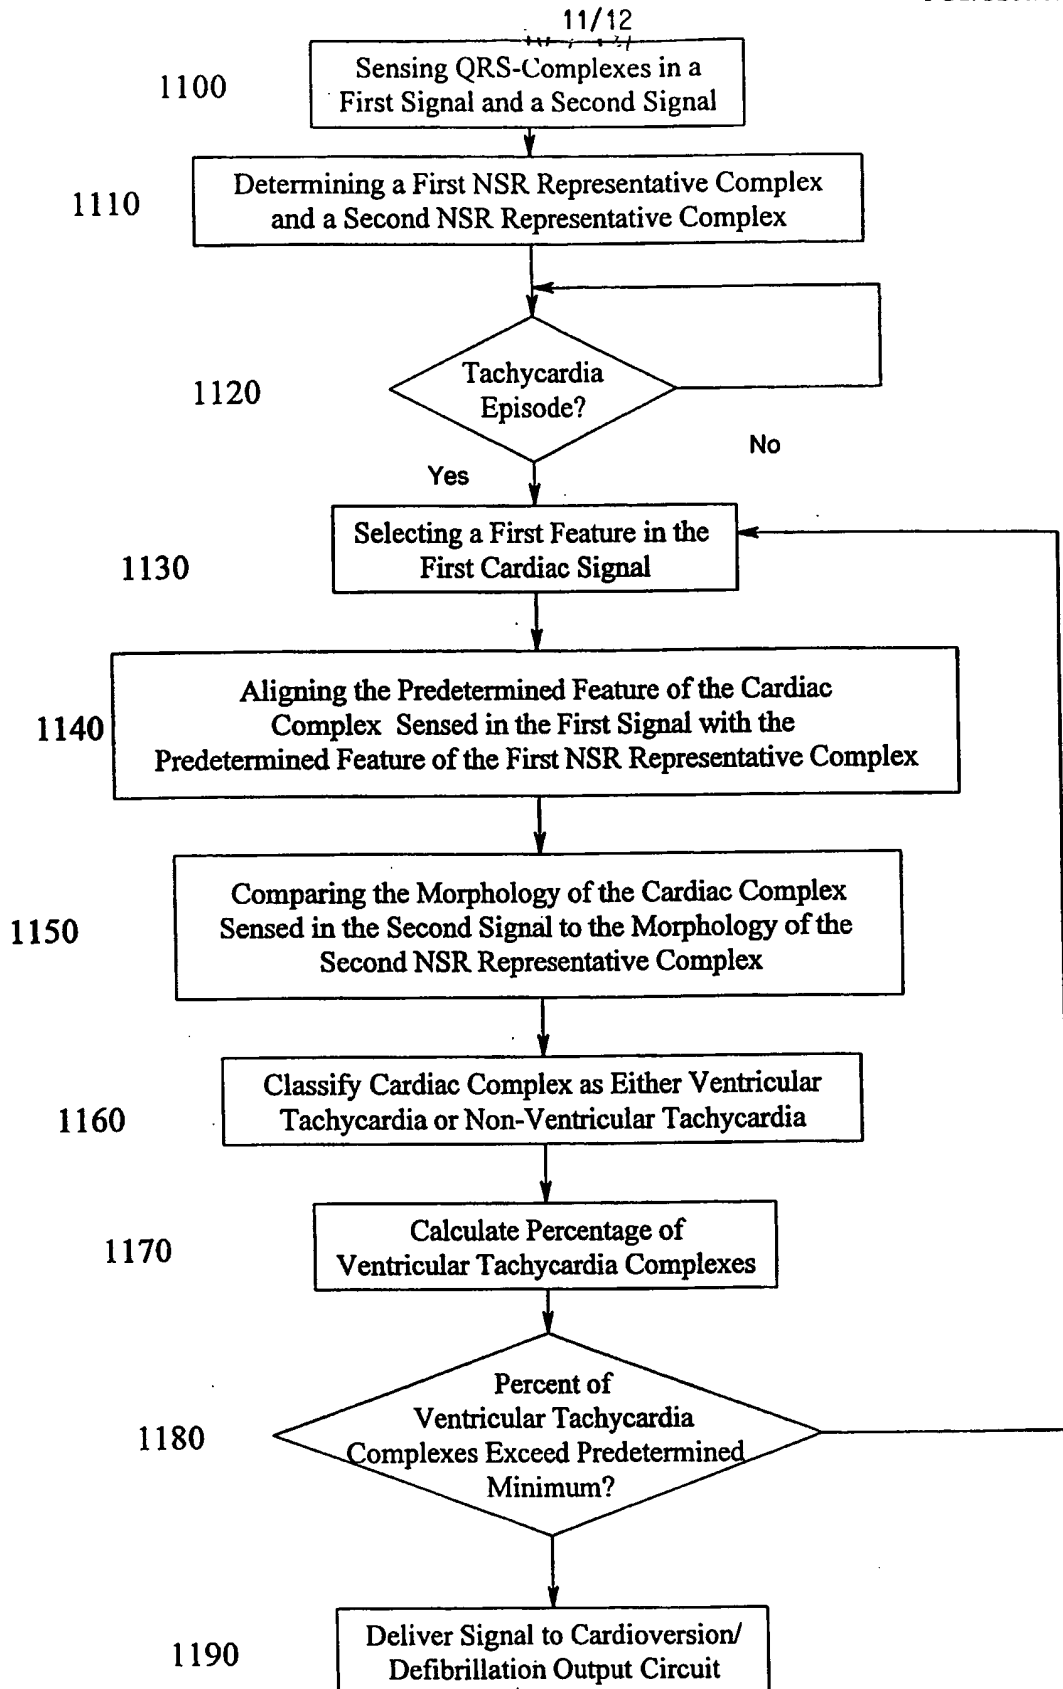 11/12
1100
Sensing QRS-Complexes in a
First Signal and a Second Signal
1110
Determining a First NSR Representative Complex
and a Second NSR Representative Complex
1120
Tachycardia
Episode?
No
Yes
1130
Selecting a First Feature in the
First Cardiac Signal
1140
Aligning the Predetermined Feature of the Cardiac
Complex Sensed in the First Signal with the
Predetermined Feature of the First NSR Representative Complex
1150
Comparing the Morphology of the Cardiac Complex
Sensed in the Second Signal to the Morphology of the
Second NSR Representative Complex
1160
Classify Cardiac Complex as Either Ventricular
Tachycardia or Non-Ventricular Tachycardia
1170
Calculate Percentage of
Ventricular Tachycardia Complexes
1180
Percent of
Ventricular Tachycardia
Complexes Exceed Predetermined
Minimum?
1190
Deliver Signal to Cardioversion/
Defibrillation Output Circuit